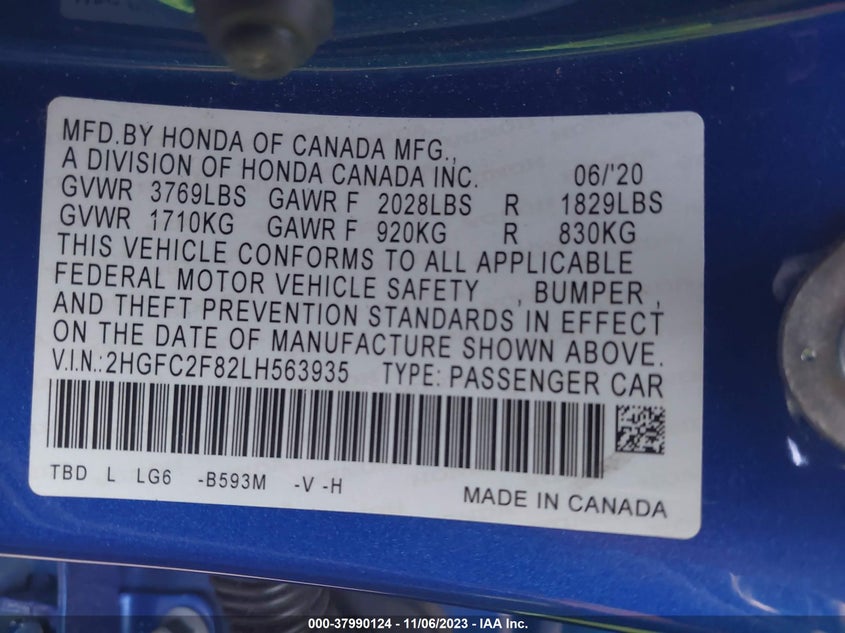 MFD.BY HONDA OF CANADA MFG.,
A DIVISION OF HONDA CANADA INC. 06/'20
GVWR 3769LBS GAWR F 2028LBS R 1829LBS
GVWR 1710KG GAWR F 920KG R 830KG
THIS VEHICLE CONFORMS TO ALL APPLICABLE
FEDERAL MOTOR VEHICLE SAFETY , BUMPER ,
AND THEFT PREVENTION STANDARDS IN EFFECT
ON THE DATE OF MANUFACTURE SHOWN ABOVE.
V.I.N.:2HGFC2F82LH563935 TYPE: PASSENGER CAR
TBD L LG6 -B593M -V -H MADE IN CANADA
000-37990124 - 11/06/2023 - IAA Inc.